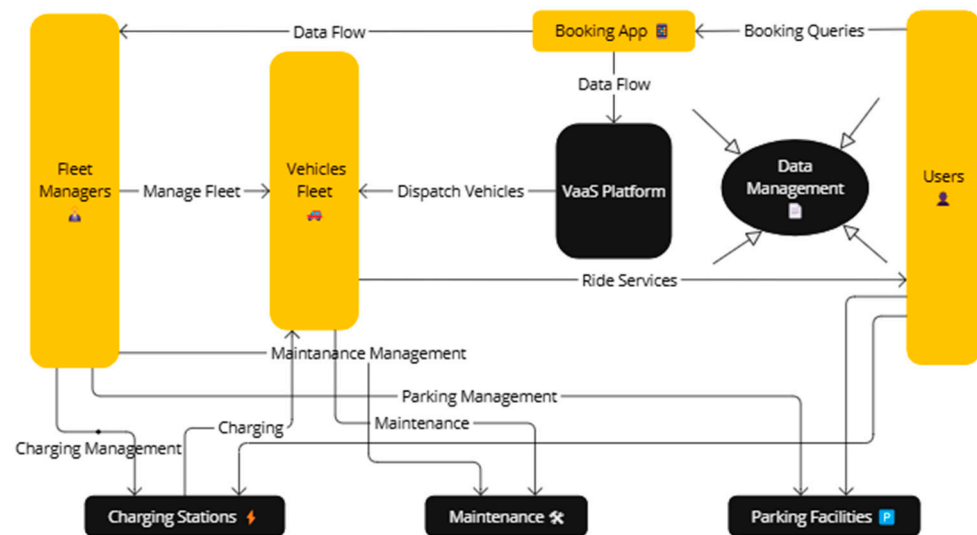 Data Flow
Booking App
Booking Queries
Data Flow
Fleet
Managers
Manage Fleet
Vehicles
Fleet
Dispatch Vehicles
VaaS Platform
Data
Management
Users
Ride Services
Maintanance Management
Parking Management
Charging
Maintenance
Charging Management
Charging Stations
Maintenance
Parking Facilities P